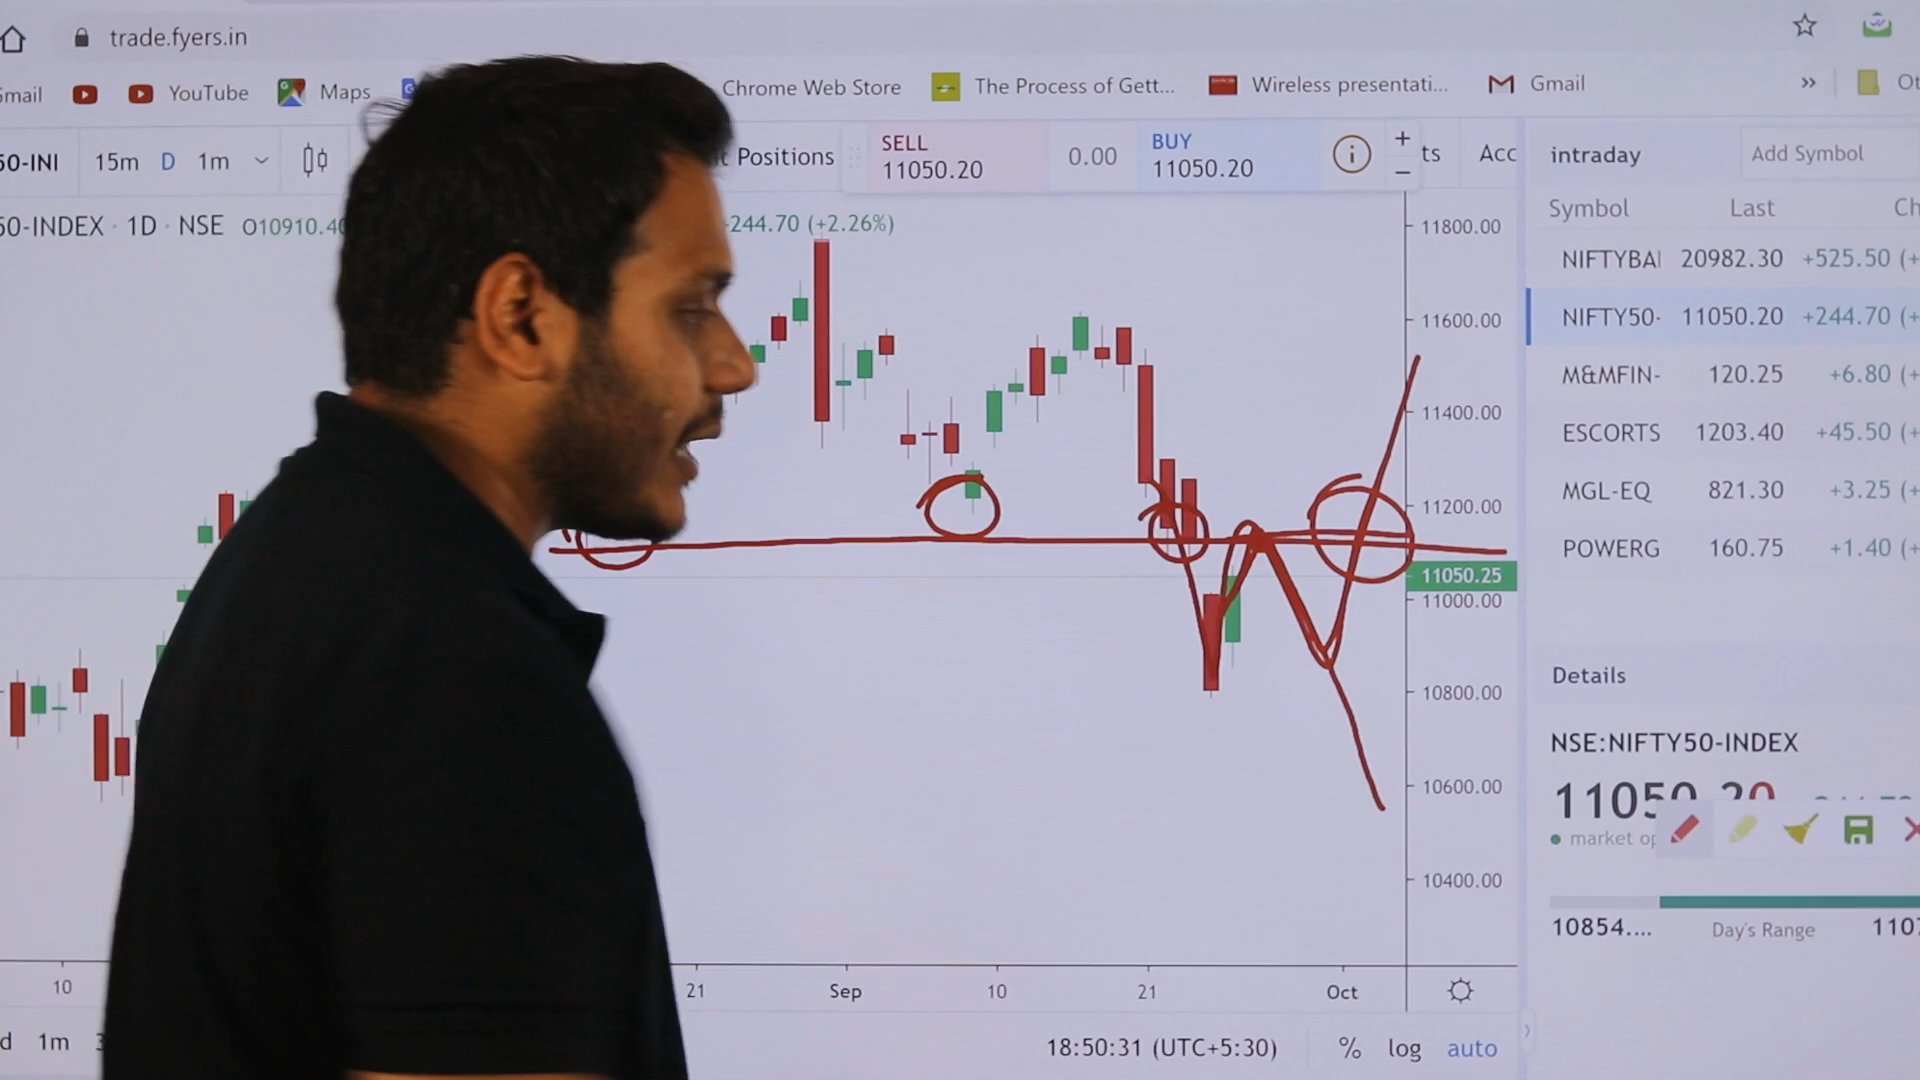 trade.fyers.in
Gmail YouTube Maps Chrome Web Store The Process of Gett... Wireless presentati... Gmail »
50-INI 15m D 1m Positions SELL 11050.20 0.00 BUY 11050.20 + −
50-INDEX · 1D · NSE O10910.40 -244.70 (+2.26%)
11800.00
11600.00
11400.00
11200.00
11050.25
11000.00
10800.00
10600.00
10400.00
10 21 Sep 10 21 Oct
1m 18:50:31 (UTC+5:30) % log auto
intraday Add Symbol
Symbol Last
NIFTYBA 20982.30 +525.50
NIFTY50- 11050.20 +244.70
M&MFIN- 120.25 +6.80
ESCORTS 1203.40 +45.50
MGL-EQ 821.30 +3.25
POWERG 160.75 +1.40
Details
NSE:NIFTY50-INDEX
11050.20
market op
10854.... Day's Range 1107